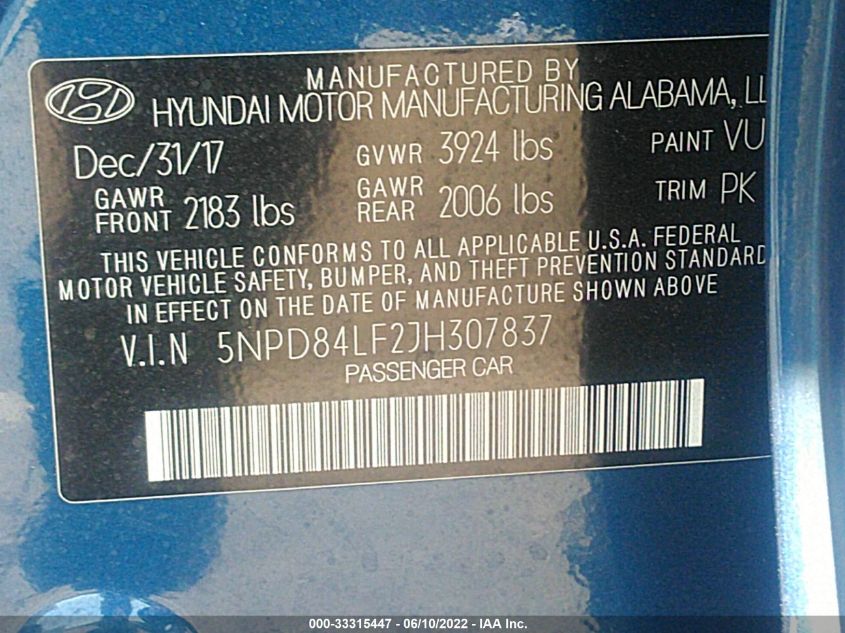 MANUFACTURED BY
HYUNDAI MOTOR MANUFACTURING ALABAMA, LL
Dec/31/17 GVWR 3924 lbs PAINT VU
GAWR FRONT 2183 lbs GAWR REAR 2006 lbs TRIM PK
THIS VEHICLE CONFORMS TO ALL APPLICABLE U.S.A. FEDERAL
MOTOR VEHICLE SAFETY, BUMPER, AND THEFT PREVENTION STANDARD
IN EFFECT ON THE DATE OF MANUFACTURE SHOWN ABOVE
V.I.N 5NPD84LF2JH307837
PASSENGER CAR
000-33315447 - 06/10/2022 - IAA Inc.